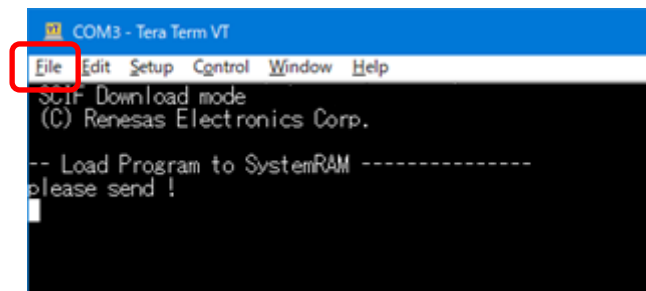 COM3 - Tera Term VT
File Edit Setup Control Window Help
SCIF Download mode
(C) Renesas Electronics Corp.
-- Load Program to SystemRAM ---------------
please send !